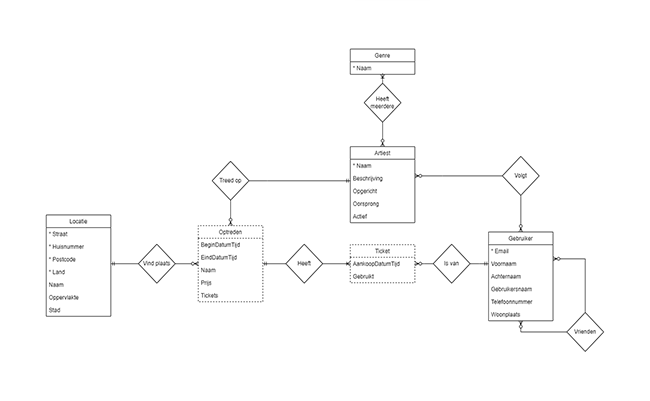 Genre
* Naam
Heeft
meerdere
Artiest
* Naam
Beschrijving
Opgericht
Oorsprong
Actief
Treed op
Volgt
Locatie
* Straat
* Huisnummer
* Postcode
* Land
Naam
Oppervlakte
Stad
Vind plaats
Optreden
BeginDatumTijd
EindDatumTijd
Naam
Prijs
Tickets
Heeft
Ticket
AankoopDatumTijd
Gebruikt
Is van
Gebruiker
* Email
Voornaam
Achternaam
Gebruikersnaam
Telefoonnummer
Woonplaats
Vrienden